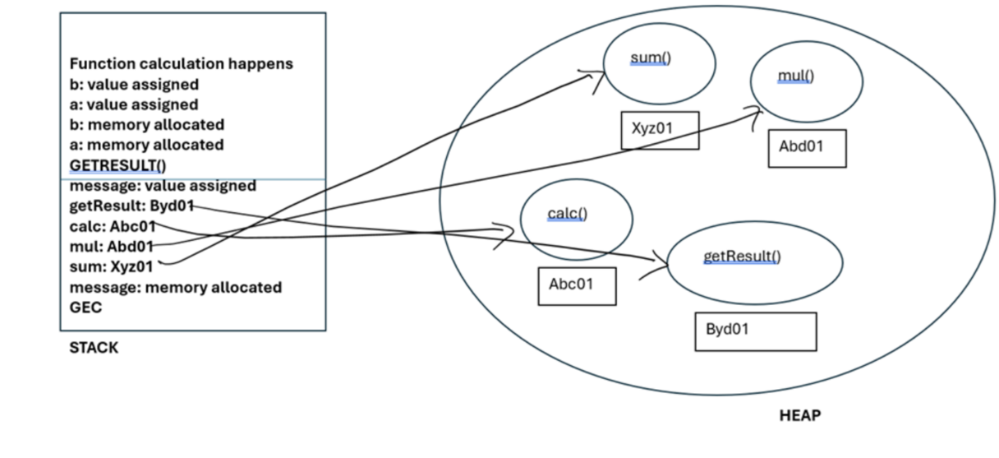 Function calculation happens
b: value assigned
a: value assigned
b: memory allocated
a: memory allocated
GETRESULT()
message: value assigned
getResult: Byd01
calc: Abc01
mul: Abd01
sum: Xyz01
message: memory allocated
GEC
STACK
sum()
Xyz01
mul()
Abd01
calc()
Abc01
getResult()
Byd01
HEAP